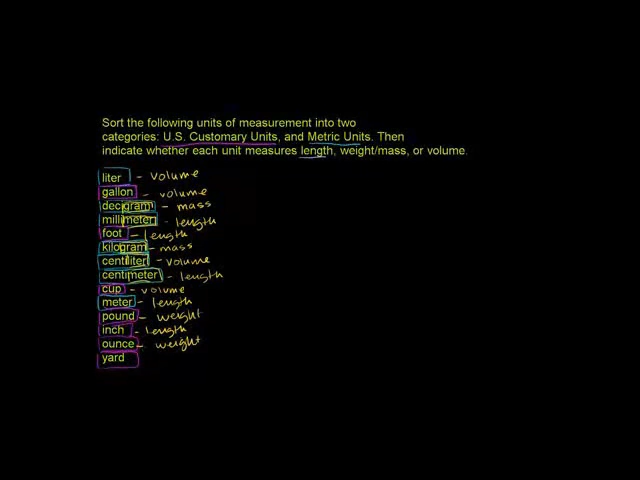 Sort the following units of measurement into two
categories: U.S. Customary Units, and Metric Units. Then
indicate whether each unit measures length, weight/mass, or volume.
liter - volume
gallon - volume
decigram - mass
millimeter - length
foot - length
kilogram - mass
centiliter - volume
centimeter - length
cup - volume
meter - length
pound - weight
inch - length
ounce - weight
yard